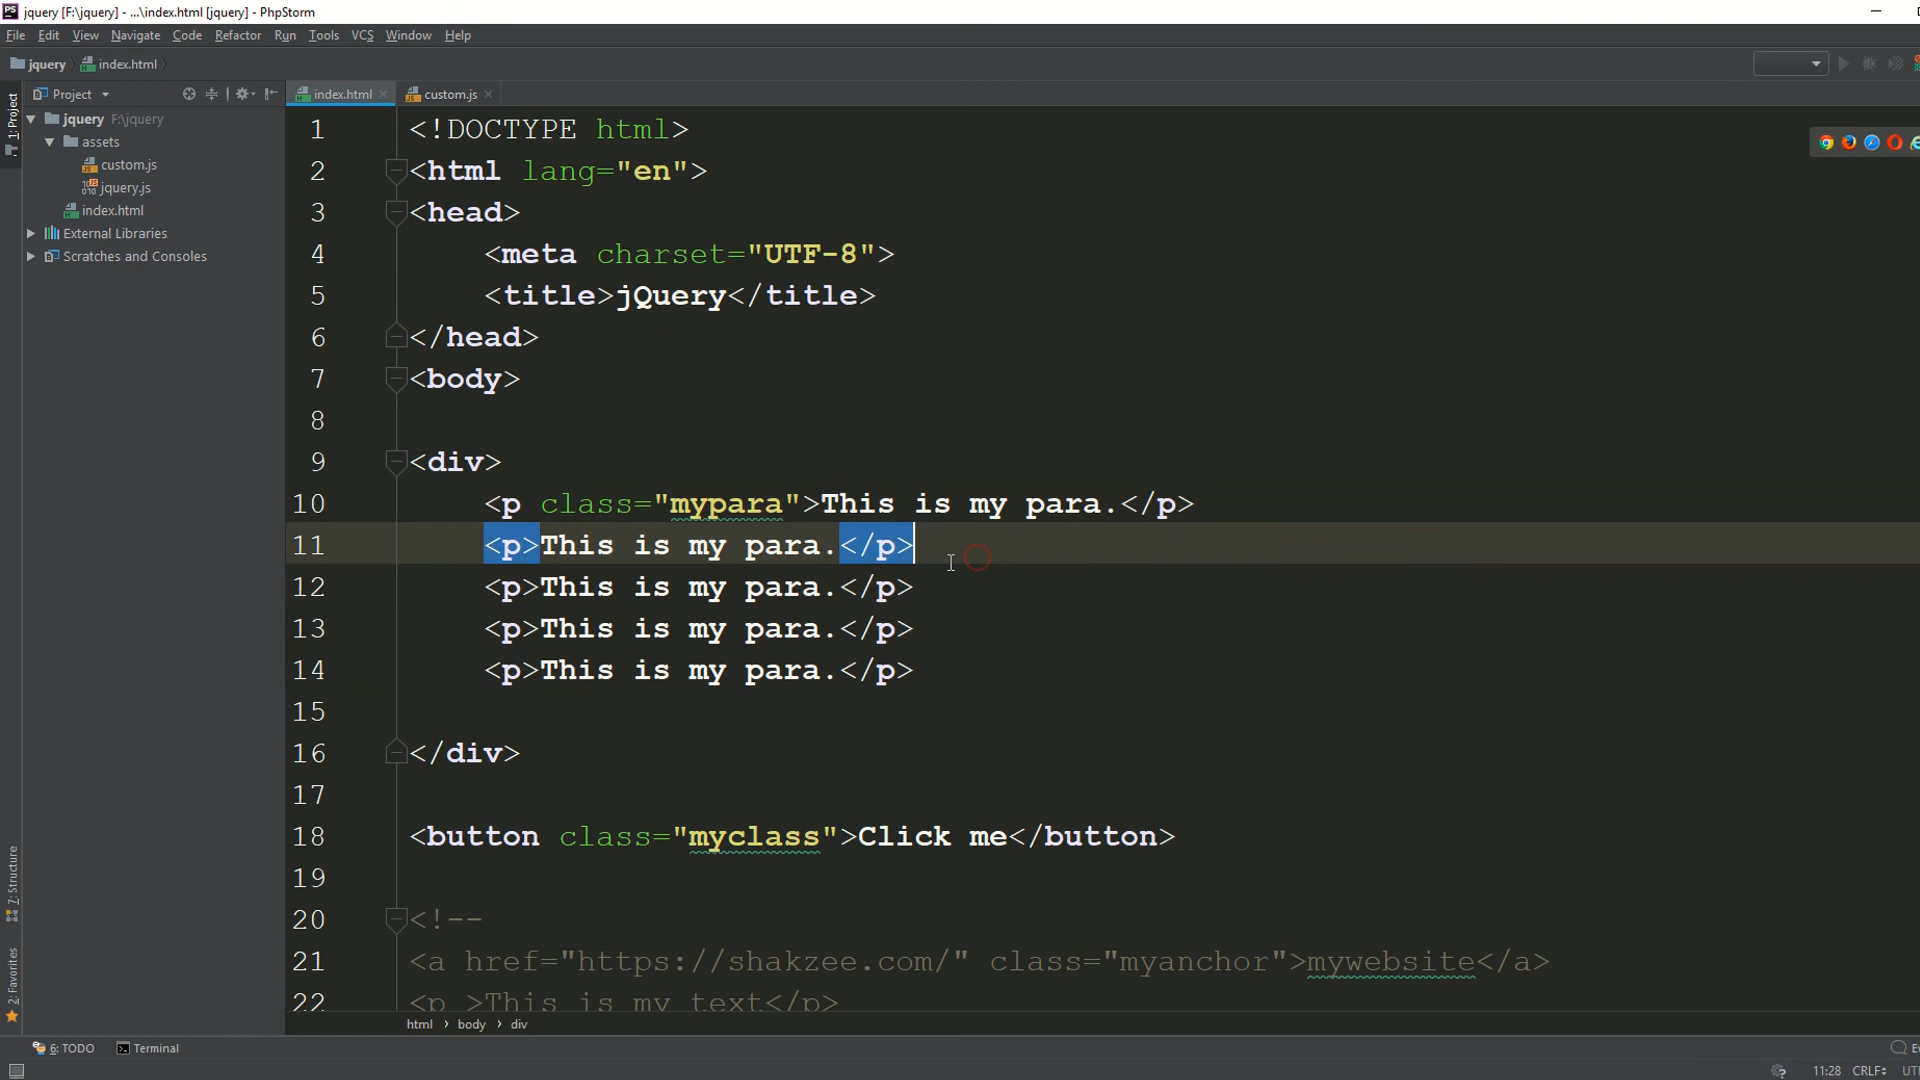 jquery [F:\jquery] - ...\index.html [jquery] - PhpStorm
File Edit View Navigate Code Refactor Run Tools VCS Window Help
jquery index.html
1: Project
Project
index.html
custom.js
jquery F:\jquery
assets
custom.js
jquery.js
index.html
External Libraries
Scratches and Consoles
1 <!DOCTYPE html>
2 <html lang="en">
3 <head>
4 <meta charset="UTF-8">
5 <title>jQuery</title>
6 </head>
7 <body>
8
9 <div>
10 <p class="mypara">This is my para.</p>
11 <p>This is my para.</p>
12 <p>This is my para.</p>
13 <p>This is my para.</p>
14 <p>This is my para.</p>
15
16 </div>
17
18 <button class="myclass">Click me</button>
19
20 <!--
21 <a href="https://shakzee.com/" class="myanchor">mywebsite</a>
22 <p >This is my text</p>
7: Structure
2: Favorites
html › body › div
6: TODO
Terminal
11:28 CRLF